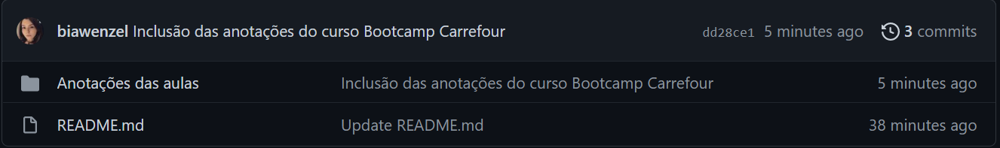 biawenzel Inclusão das anotações do curso Bootcamp Carrefour dd28ce1 5 minutes ago 3 commits
Anotações das aulas Inclusão das anotações do curso Bootcamp Carrefour 5 minutes ago
README.md Update README.md 38 minutes ago